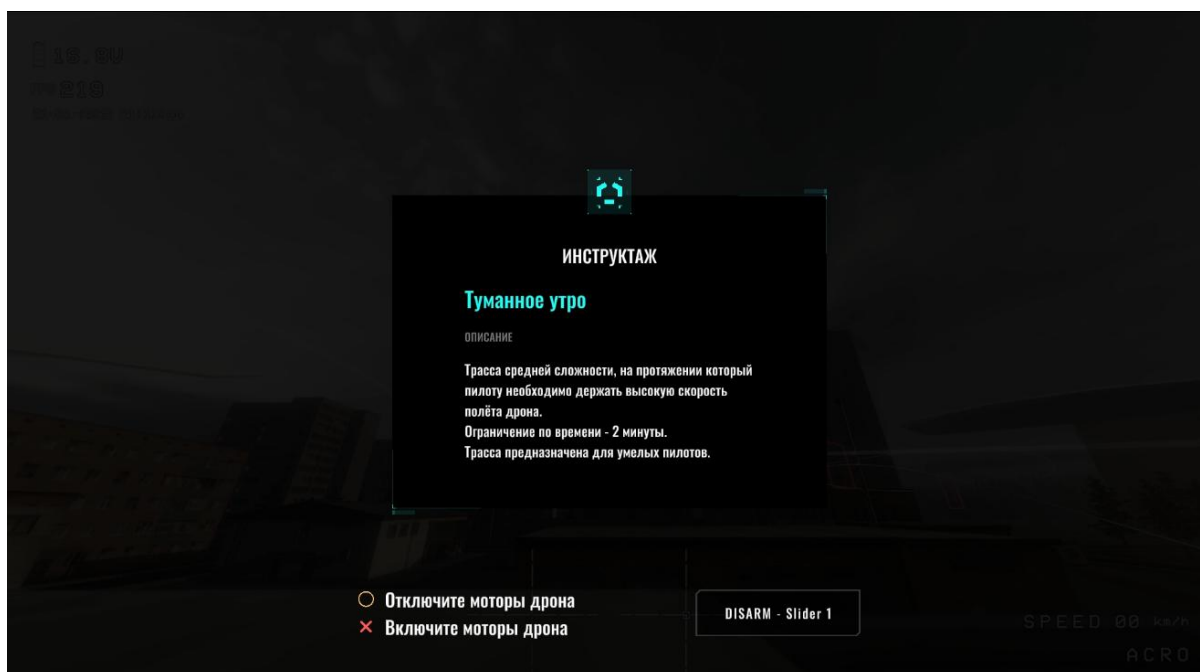 ИНСТРУКТАЖ
Туманное утро
ОПИСАНИЕ
Трасса средней сложности, на протяжении который
пилоту необходимо держать высокую скорость
полёта дрона.
Ограничение по времени - 2 минуты.
Трасса предназначена для умелых пилотов.
Отключите моторы дрона
Включите моторы дрона
DISARM - Slider 1
SPEED 00 km/h
ACRO